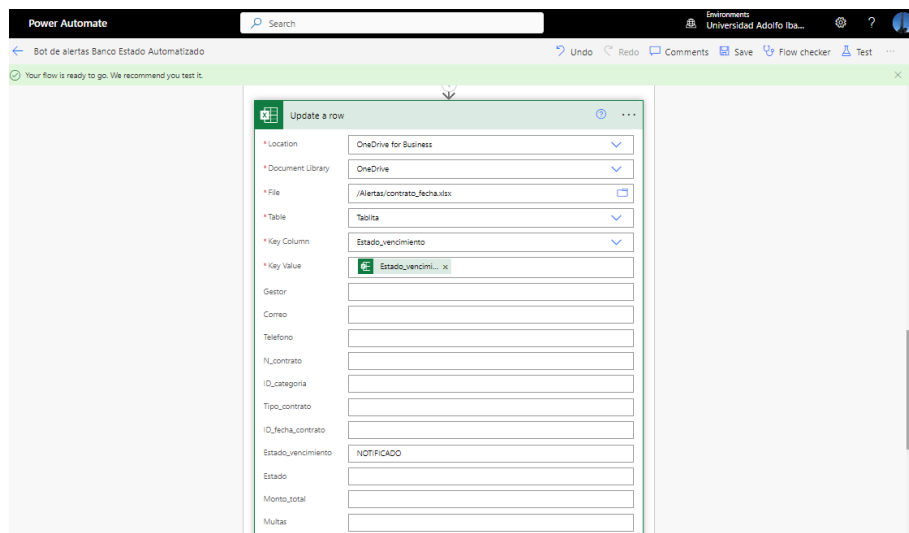 Power Automate
Search
Environments
Universidad Adolfo Iba...
?
Bot de alertas Banco Estado Automatizado
Undo
Redo
Comments
Save
Flow checker
Test
...
Your flow is ready to go. We recommend you test it.
Update a row
* Location
OneDrive for Business
* Document Library
OneDrive
* File
/Alertas/contrato_fecha.xlsx
* Table
Tablita
* Key Column
Estado_vencimiento
* Key Value
Estado_vencimi... ×
Gestor
Correo
Telefono
N_contrato
ID_categoria
Tipo_contrato
ID_fecha_contrato
Estado_vencimiento
NOTIFICADO
Estado
Monto_total
Multas